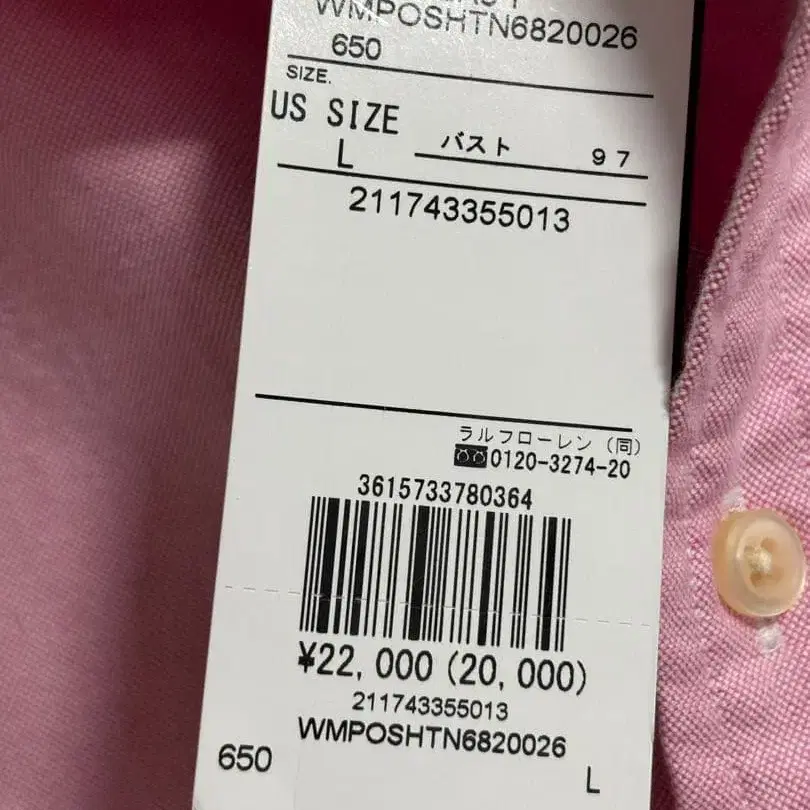 WMPOSHTN6820026
650
SIZE.
US SIZE
L バスト 97
211743355013
ラルフローレン(同)
0120-3274-20
3615733780364
¥22,000(20,000)
211743355013
WMPOSHTN6820026
650
L